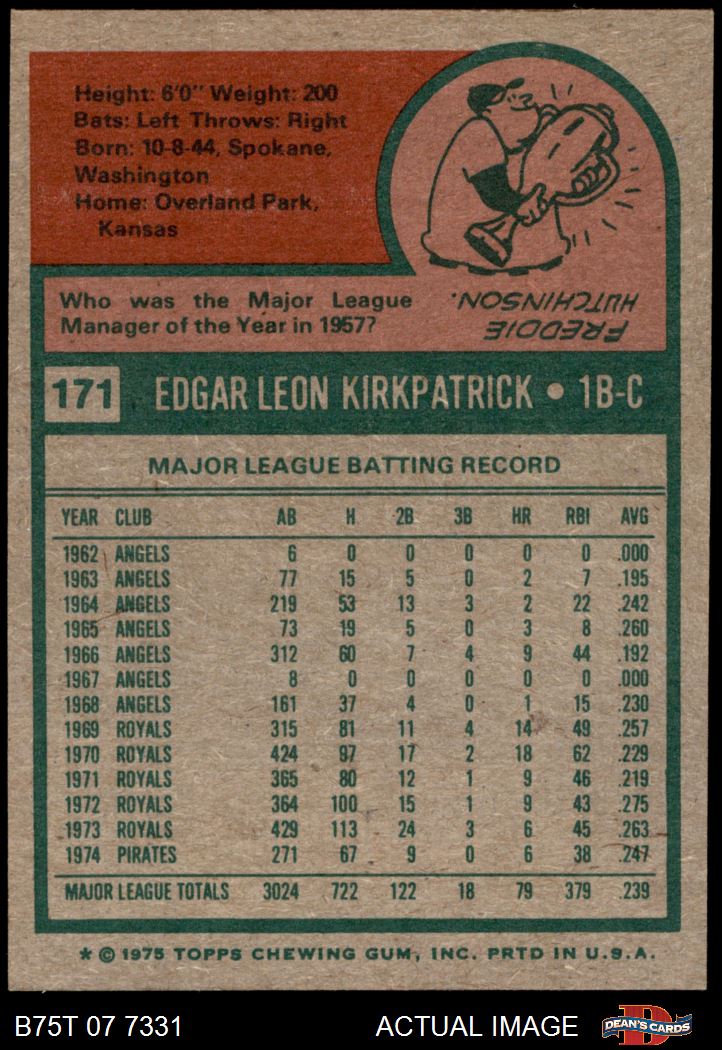 Height: 6'0" Weight: 200
Bats: Left Throws: Right
Born: 10-8-44, Spokane,
Washington
Home: Overland Park,
Kansas
Who was the Major League
Manager of the Year in 1957?
FREDDIE
HUTCHINSON.
171 EDGAR LEON KIRKPATRICK • 1B-C
MAJOR LEAGUE BATTING RECORD
YEAR CLUB AB H 2B 3B HR RBI AVG
1962 ANGELS 6 0 0 0 0 0 .000
1963 ANGELS 77 15 5 0 2 7 .195
1964 ANGELS 219 53 13 3 2 22 .242
1965 ANGELS 73 19 5 0 3 8 .260
1966 ANGELS 312 60 7 4 9 44 .192
1967 ANGELS 8 0 0 0 0 0 .000
1968 ANGELS 161 37 4 0 1 15 .230
1969 ROYALS 315 81 11 4 14 49 .257
1970 ROYALS 424 97 17 2 18 62 .229
1971 ROYALS 365 80 12 1 9 46 .219
1972 ROYALS 364 100 15 1 9 43 .275
1973 ROYALS 429 113 24 3 6 45 .263
1974 PIRATES 271 67 9 0 6 38 .247
MAJOR LEAGUE TOTALS 3024 722 122 18 79 379 .239
* © 1975 TOPPS CHEWING GUM, INC. PRTD IN U.S.A.
B75T 07 7331 ACTUAL IMAGE D DEAN'S CARDS